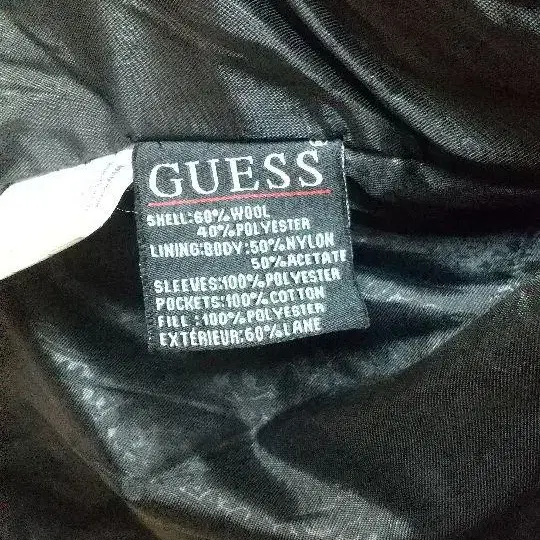 GUESS
SHELL:60%WOOL
40%POLYESTER
LINING:BODY:50%NYLON
50%ACETATE
SLEEVES:100%POLYESTER
POCKETS:100%COTTON
FILL :100%POLYESTER
EXTÉRIEUR:60%LANE